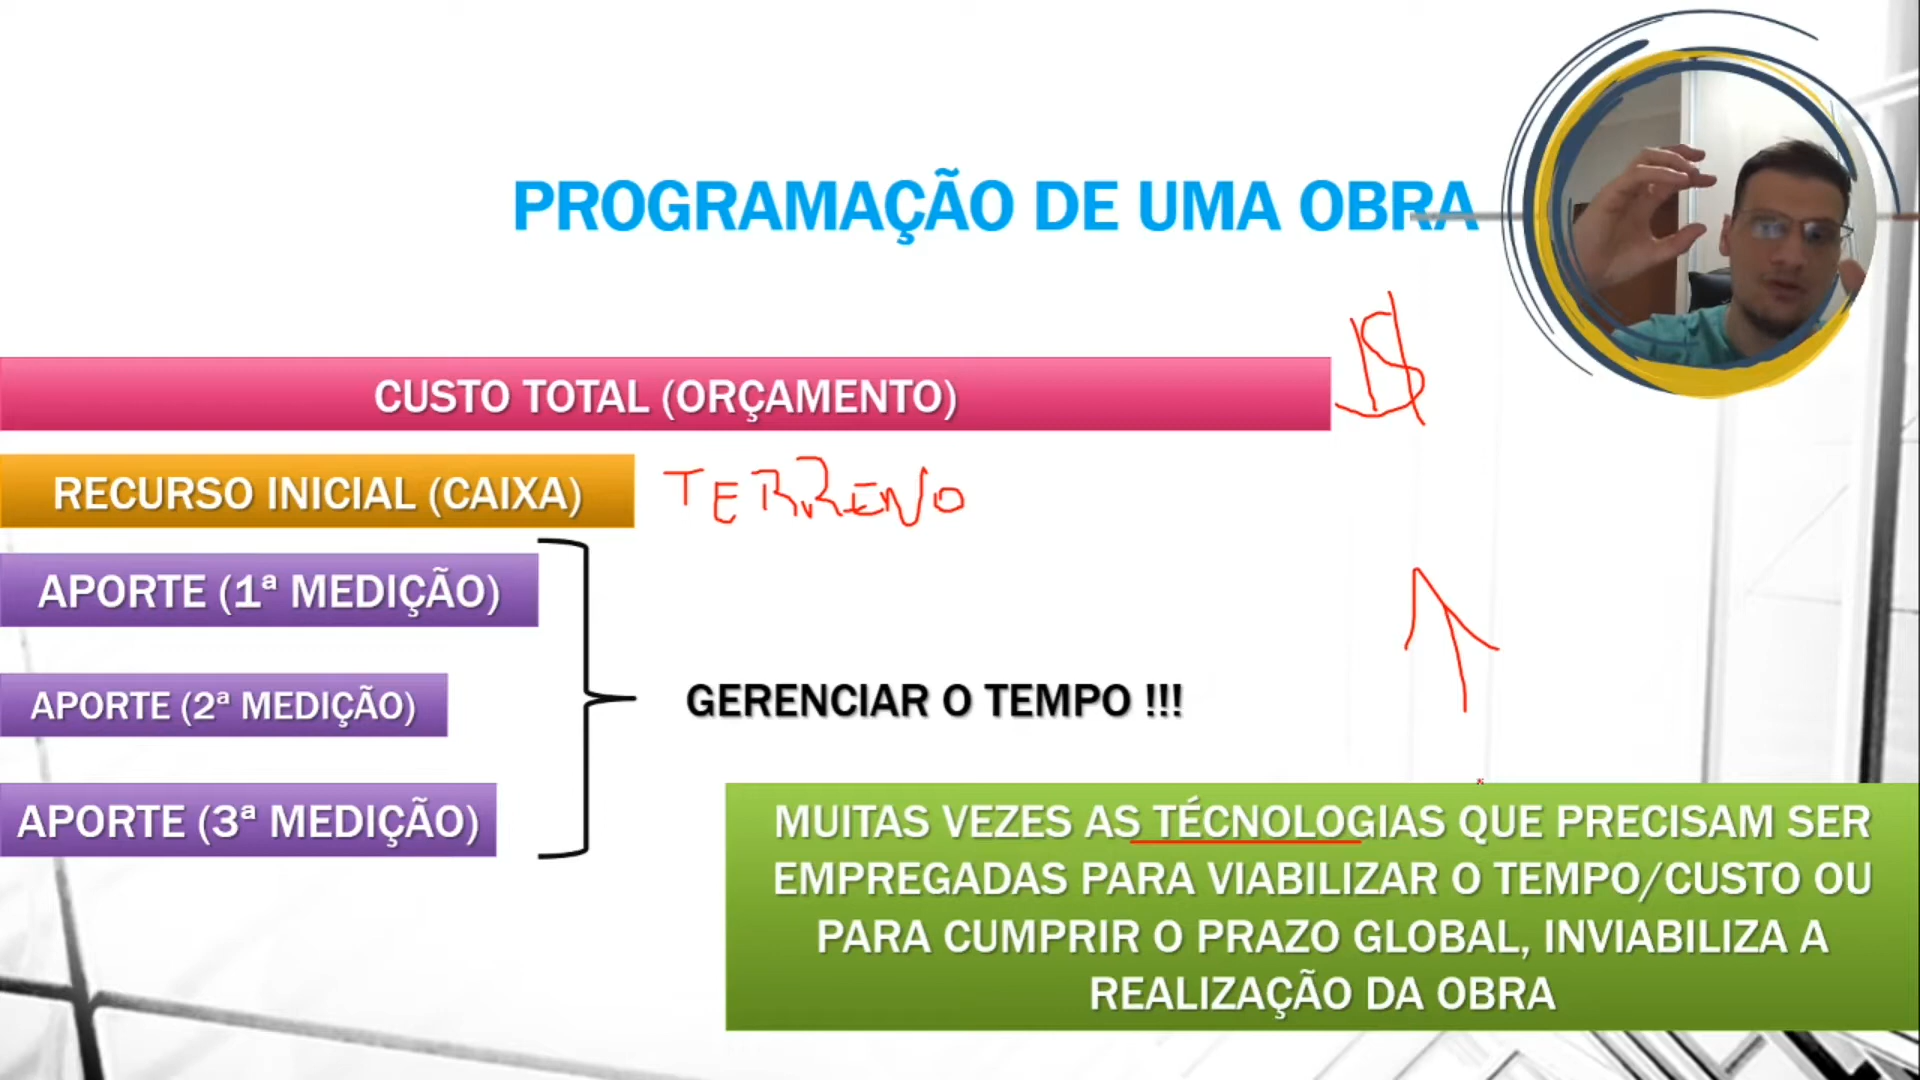 PROGRAMAÇÃO DE UMA OBRA
CUSTO TOTAL (ORÇAMENTO)
$
RECURSO INICIAL (CAIXA)
TERRENO
APORTE (1ª MEDIÇÃO)
APORTE (2ª MEDIÇÃO)
APORTE (3ª MEDIÇÃO)
GERENCIAR O TEMPO !!!
MUITAS VEZES AS TÉCNOLOGIAS QUE PRECISAM SER
EMPREGADAS PARA VIABILIZAR O TEMPO/CUSTO OU
PARA CUMPRIR O PRAZO GLOBAL, INVIABILIZA A
REALIZAÇÃO DA OBRA